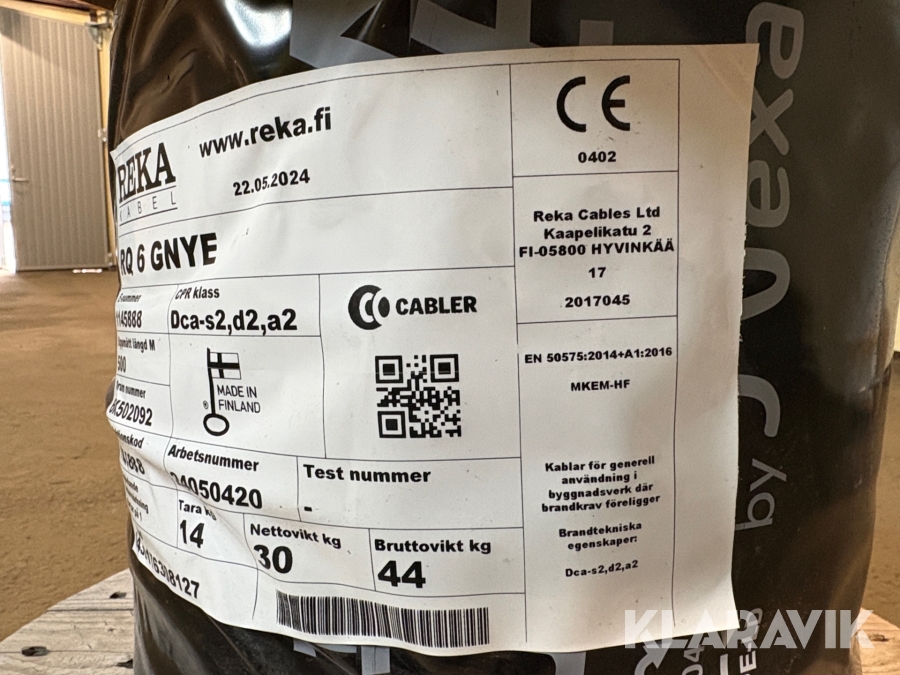 REKA
KABEL
www.reka.fi
22.05.2024
CE
0402
RQ 6 GNYE
Reka Cables Ltd
Kaapelikatu 2
FI-05800 HYVINKÄÄ
17
2017045
CPR klass
Dca-s2,d2,a2
CABLER
500
MADE IN
FINLAND
EN 50575:2014+A1:2016
MKEM-HF
Arbetsnummer
Test nummer
-
Kablar för generell
användning i
byggnadsverk där
brandkrav föreligger
Tara
14
Nettovikt kg
30
Bruttovikt kg
44
Brandtekniska
egenskaper:
Dca-s2,d2,a2
by nexa
KLARAVIK